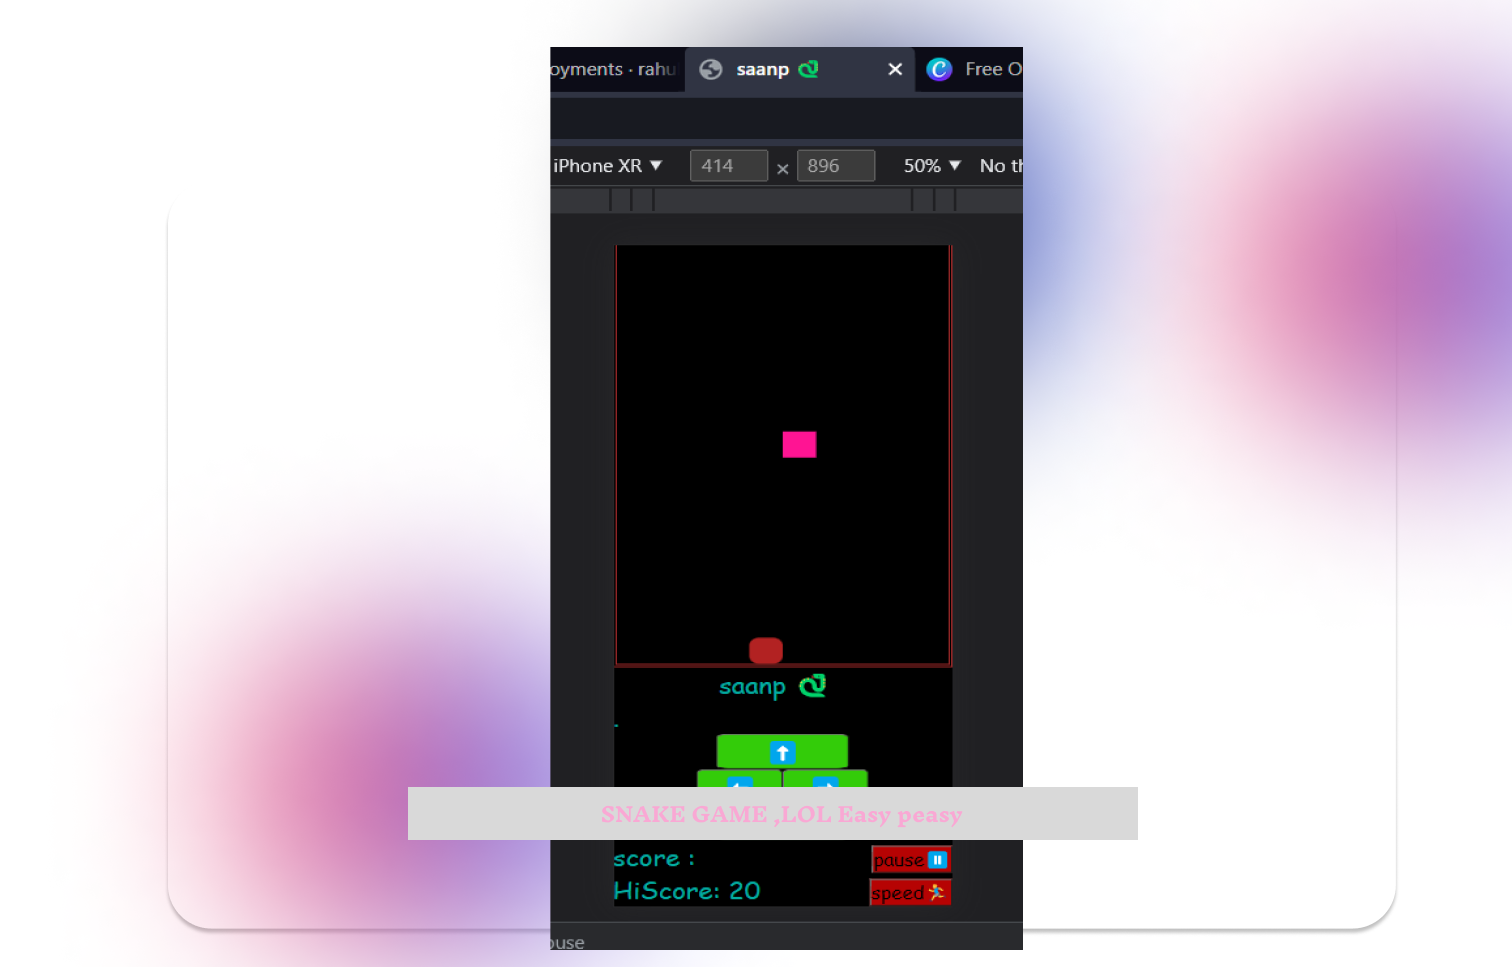 oyments · rahu saanp Free O
iPhone XR 414 × 896 50% No th
saanp
SNAKE GAME ,LOL Easy peasy
score :
pause
HiScore: 20
speed
ouse